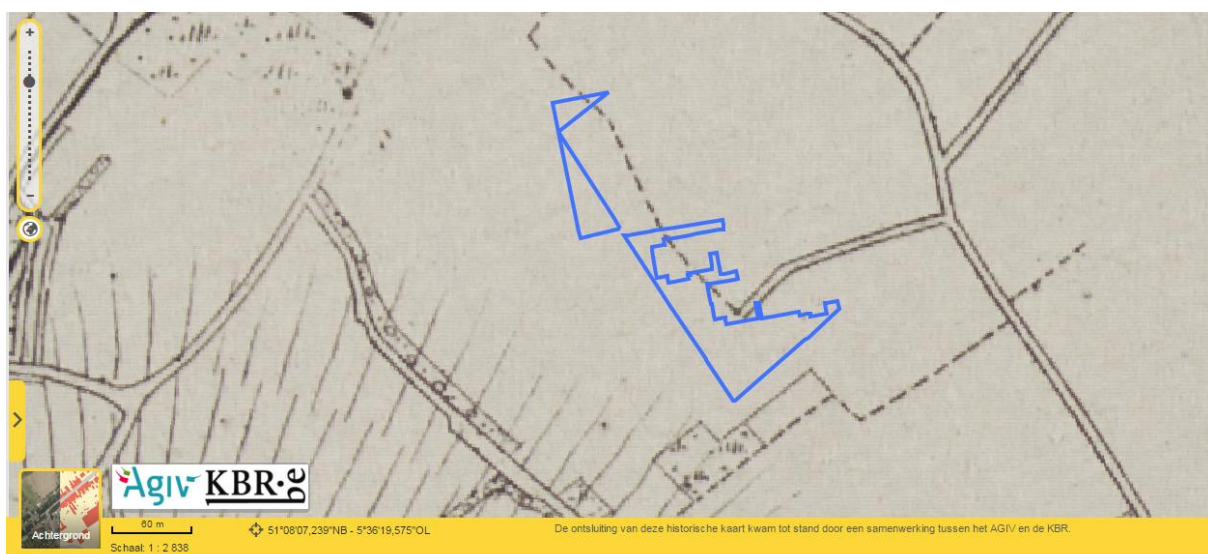 +
−
>
Agiv KBR.be
Achtergrond
60 m
Schaal: 1 : 2 838
51°08'07,239"NB - 5°36'19,575"OL
De ontsluiting van deze historische kaart kwam tot stand door een samenwerking tussen het AGIV en de KBR.